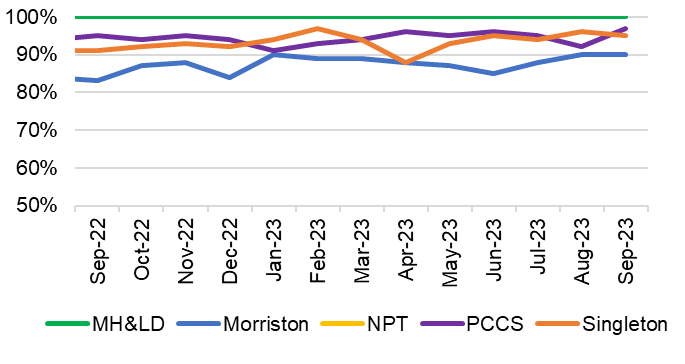 100%
90%
80%
70%
60%
50%
Sep-22
Oct-22
Nov-22
Dec-22
Jan-23
Feb-23
Mar-23
Apr-23
May-23
Jun-23
Jul-23
Aug-23
Sep-23
MH&LD Morriston NPT PCCS Singleton